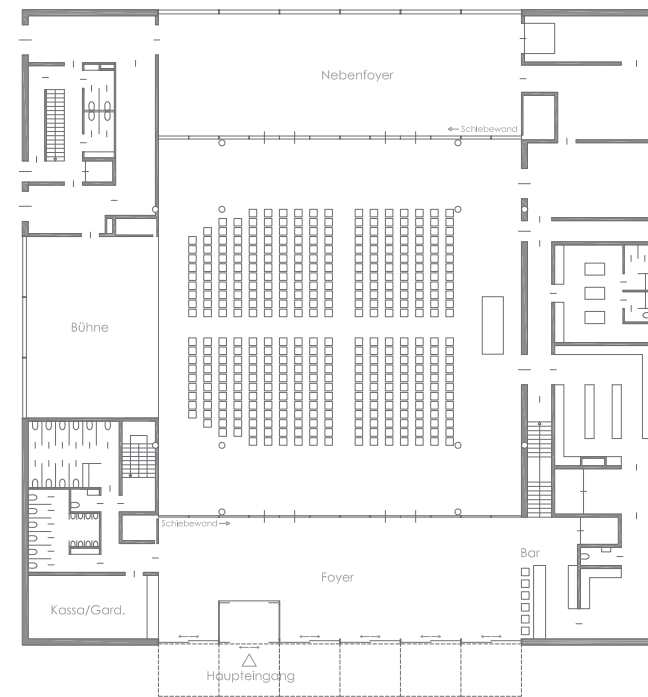 Nebenfoyer
Schiebewand
Bühne
Schiebewand
Bar
Foyer
Kassa/Gard.
Haupteingang